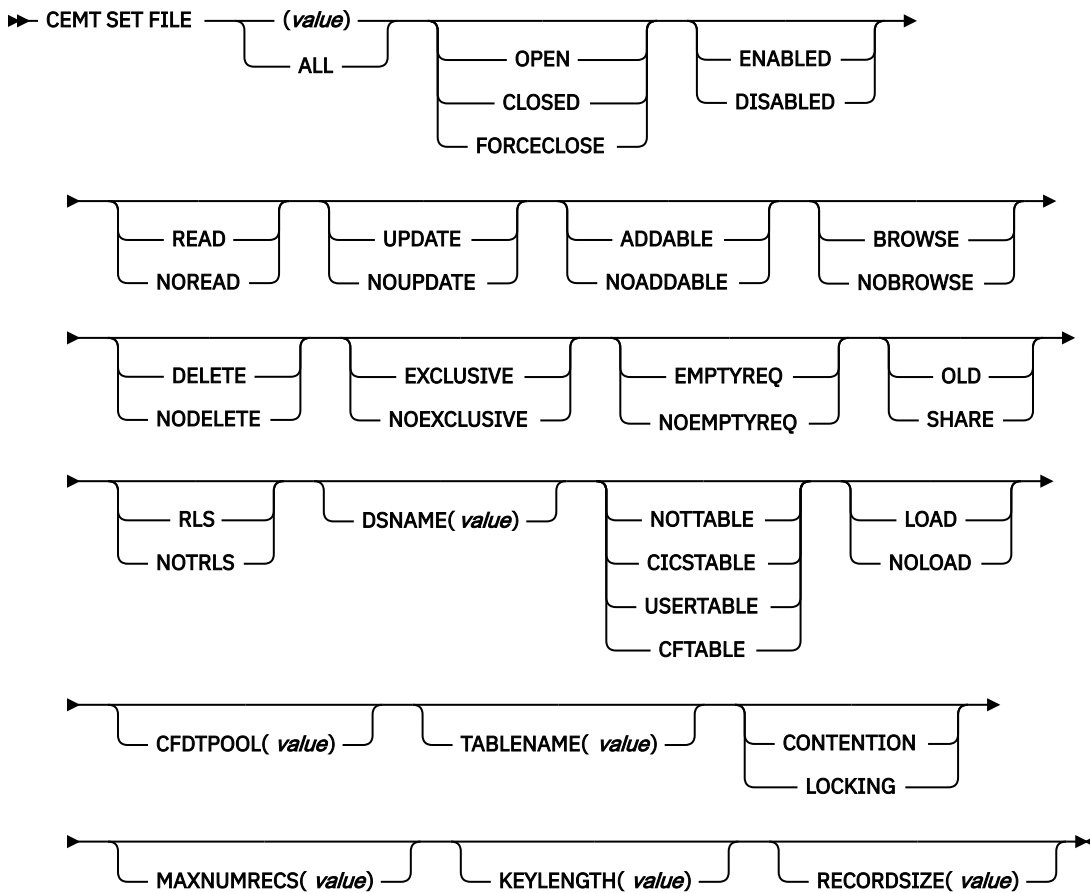 CEMT SET FILE (value) ALL OPEN CLOSED FORCECLOSE ENABLED DISABLED
READ NOREAD UPDATE NOUPDATE ADDABLE NOADDABLE BROWSE NOBROWSE
DELETE NODELETE EXCLUSIVE NOEXCLUSIVE EMPTYREQ NOEMPTYREQ OLD SHARE
RLS NOTRLS DSNAME( value) NOTTABLE CICSTABLE USERTABLE CFTABLE LOAD NOLOAD
CFDTPOOL( value) TABLENAME( value) CONTENTION LOCKING
MAXNUMRECS( value) KEYLENGTH( value) RECORDSIZE( value)